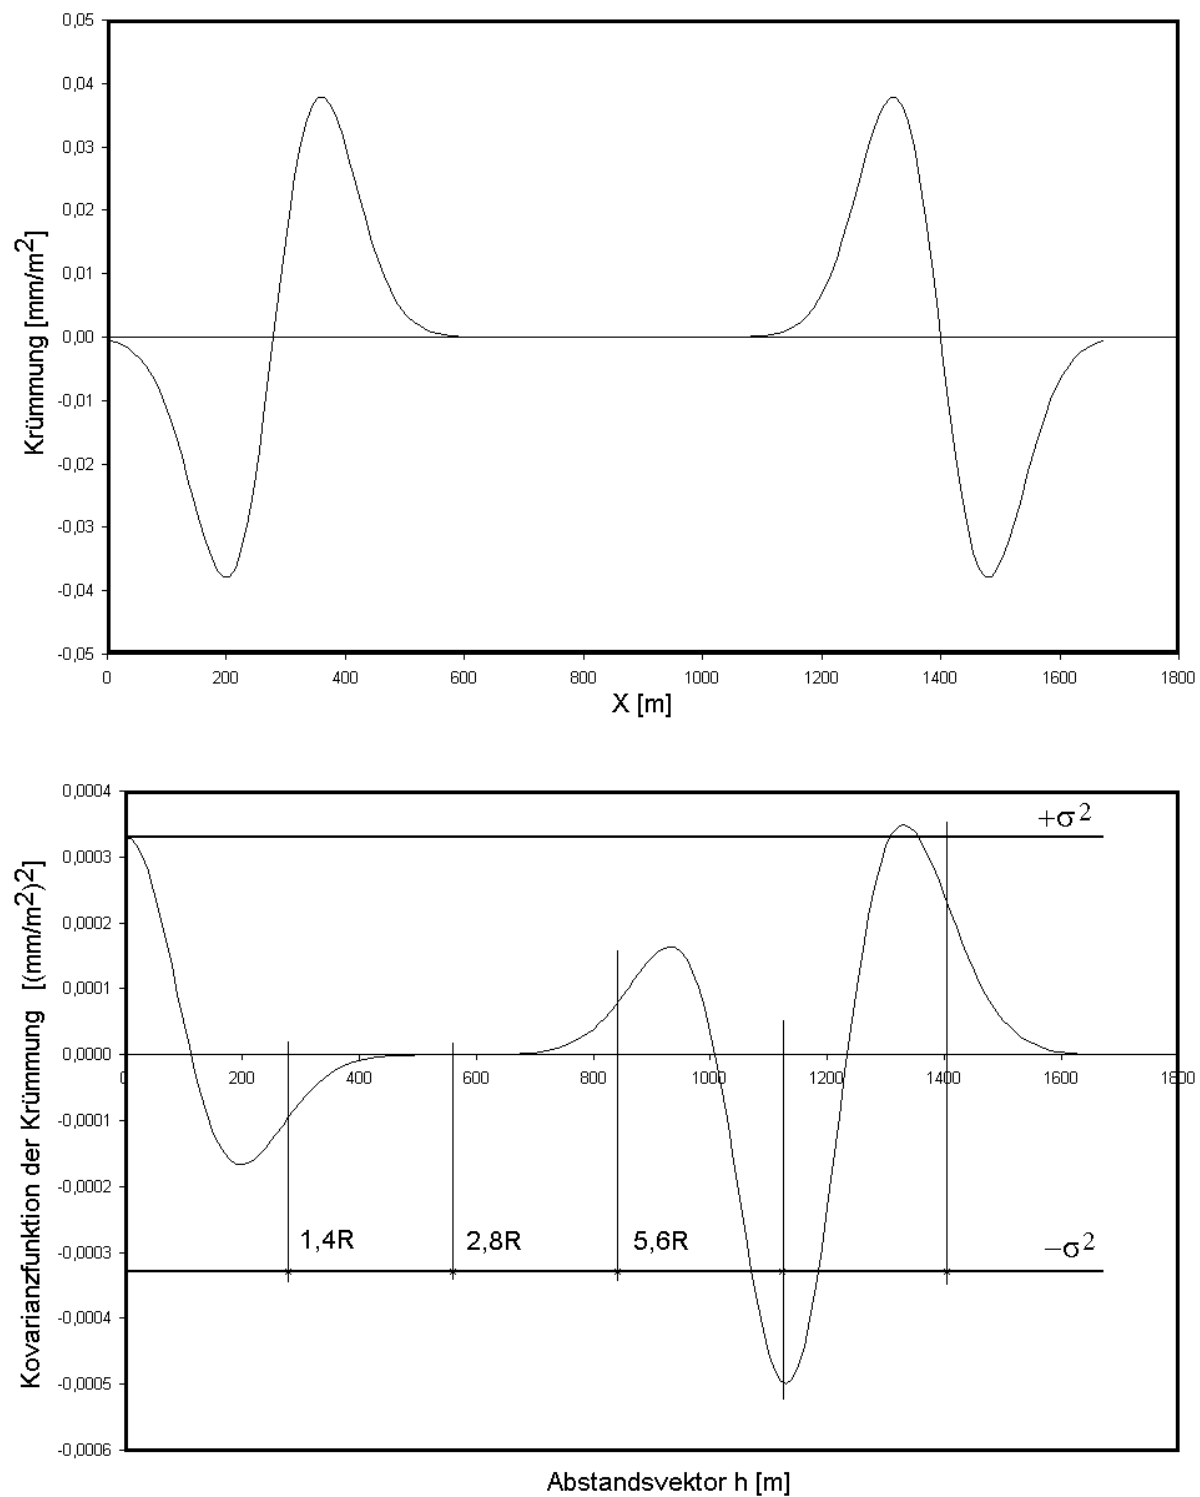 0,05
0,04
0,03
0,02
0,01
0,00
-0,01
-0,02
-0,03
-0,04
-0,05
Krümmung [mm/m²]
0 200 400 600 800 1000 1200 1400 1600 1800
X [m]
0,0004
0,0003
0,0002
0,0001
0,0000
-0,0001
-0,0002
-0,0003
-0,0004
-0,0005
-0,0006
Kovarianzfunktion der Krümmung [(mm/m²)²]
+σ²
0 200 400 600 800 1000 1200 1400 1600 1800
1,4R 2,8R 5,6R
−σ²
Abstandsvektor h [m]